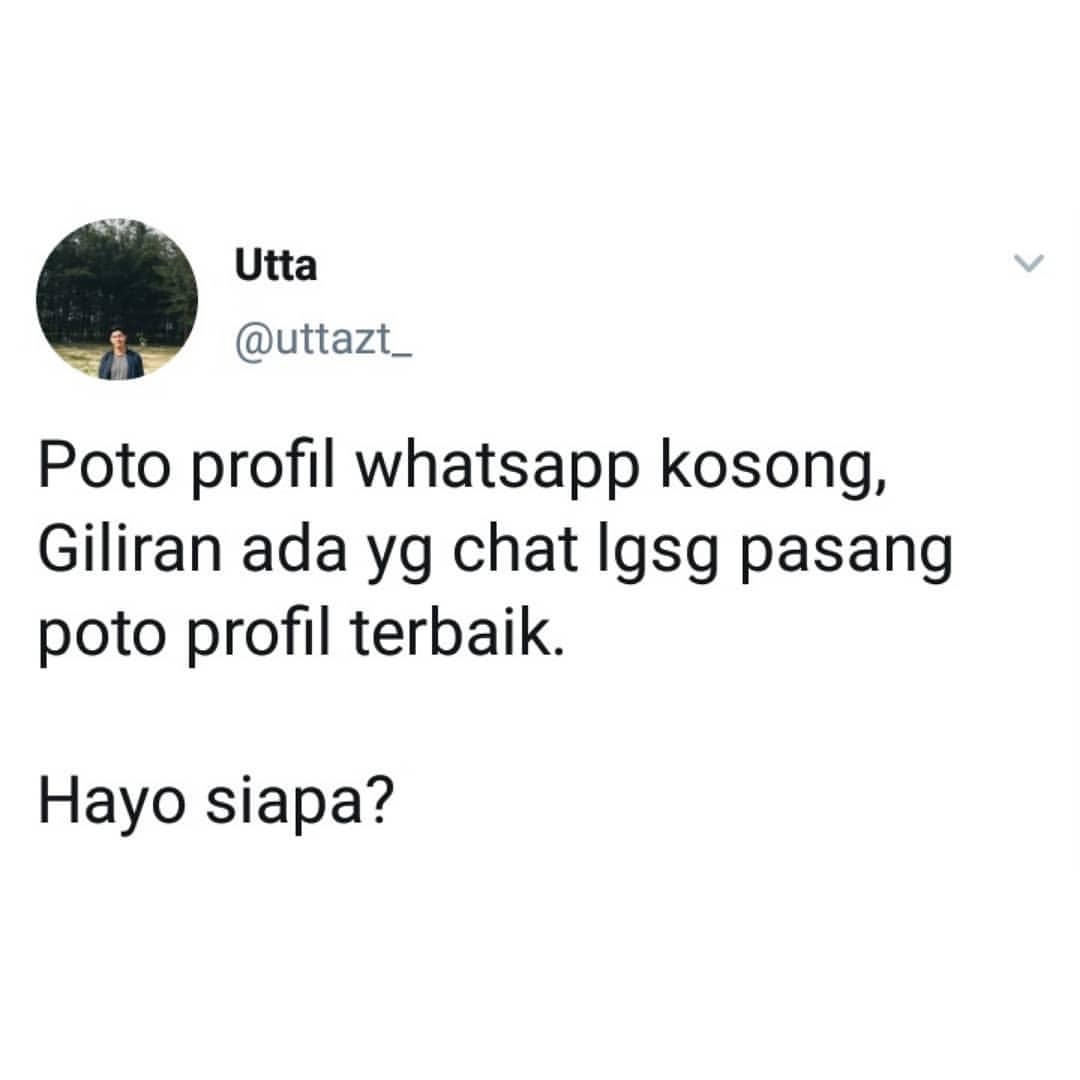 Utta
@uttazt_
Poto profil whatsapp kosong,
Giliran ada yg chat lgsg pasang
poto profil terbaik.
Hayo siapa?